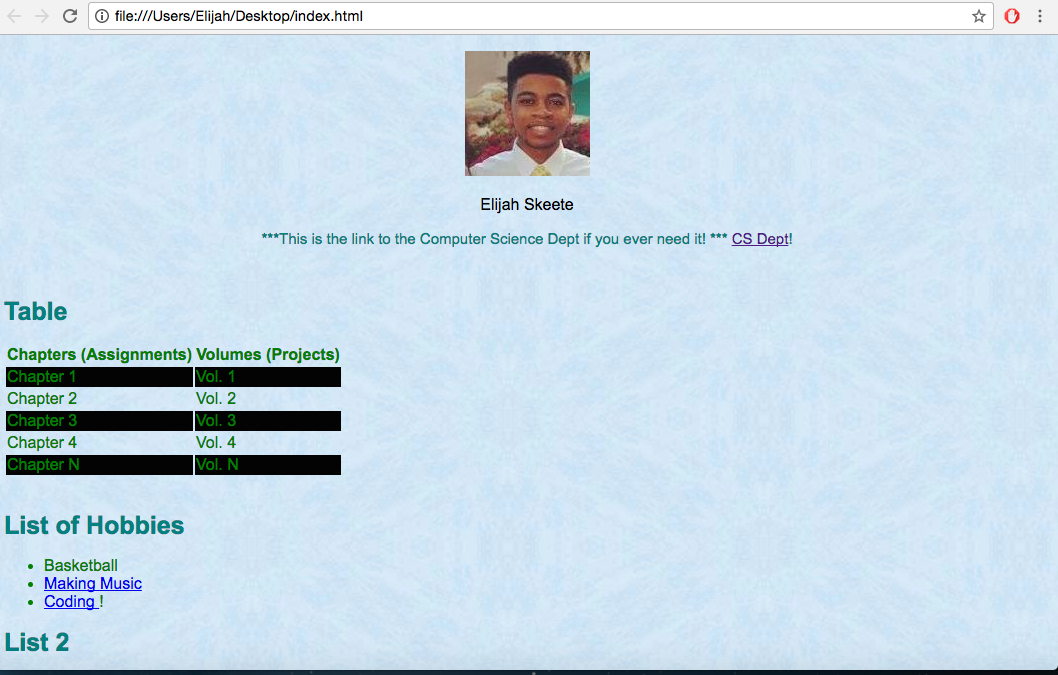 file:///Users/Elijah/Desktop/index.html
Elijah Skeete
***This is the link to the Computer Science Dept if you ever need it! *** CS Dept!
Table
Chapters (Assignments) Volumes (Projects)
Chapter 1 Vol. 1
Chapter 2 Vol. 2
Chapter 3 Vol. 3
Chapter 4 Vol. 4
Chapter N Vol. N
List of Hobbies
• Basketball
• Making Music
• Coding !
List 2